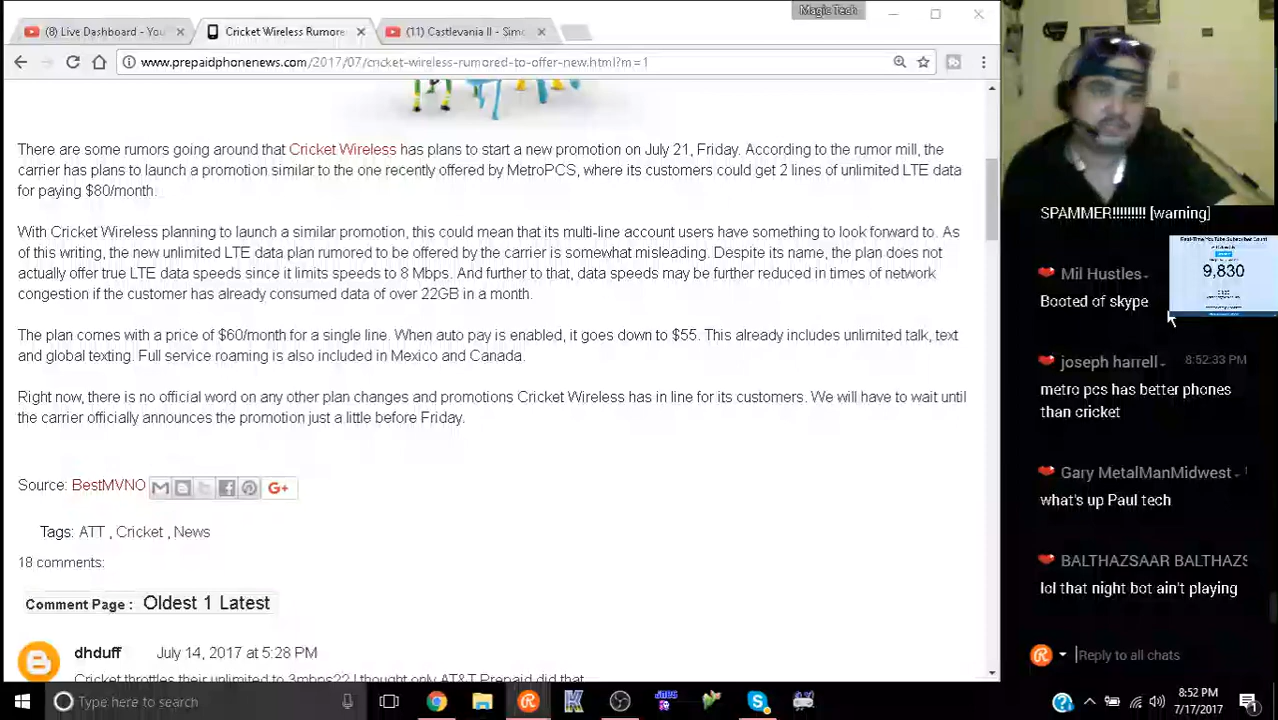 Magic Tech
(8) Live Dashboard - You
Cricket Wireless Rumore
(11) Castlevania II - Simo
www.prepaidphonenews.com/2017/07/cricket-wireless-rumored-to-offer-new.html?m=1
There are some rumors going around that Cricket Wireless has plans to start a new promotion on July 21, Friday. According to the rumor mill, the
carrier has plans to launch a promotion similar to the one recently offered by MetroPCS, where its customers could get 2 lines of unlimited LTE data
for paying $80/month.
With Cricket Wireless planning to launch a similar promotion, this could mean that its multi-line account users have something to look forward to. As
of this writing, the new unlimited LTE data plan rumored to be offered by the carrier is somewhat misleading. Despite its name, the plan does not
actually offer true LTE data speeds since it limits speeds to 8 Mbps. And further to that, data speeds may be further reduced in times of network
congestion if the customer has already consumed data of over 22GB in a month.
The plan comes with a price of $60/month for a single line. When auto pay is enabled, it goes down to $55. This already includes unlimited talk, text
and global texting. Full service roaming is also included in Mexico and Canada.
Right now, there is no official word on any other plan changes and promotions Cricket Wireless has in line for its customers. We will have to wait until
the carrier officially announces the promotion just a little before Friday.
Source: BestMVNO
G+
Tags: ATT , Cricket , News
18 comments:
Comment Page : Oldest 1 Latest
dhduff July 14, 2017 at 5:28 PM
Cricket throttles their unlimited to 3mbps?? I thought only AT&T Prepaid did that
SPAMMER!!!!!!!!! [warning]
9,830
Mil Hustles
Booted of skype
joseph harrell 8:52:33 PM
metro pcs has better phones
than cricket
Gary MetalManMidwest
what's up Paul tech
BALTHAZSAAR BALTHAZS
lol that night bot ain't playing
Reply to all chats
Type here to search
8:52 PM
7/17/2017